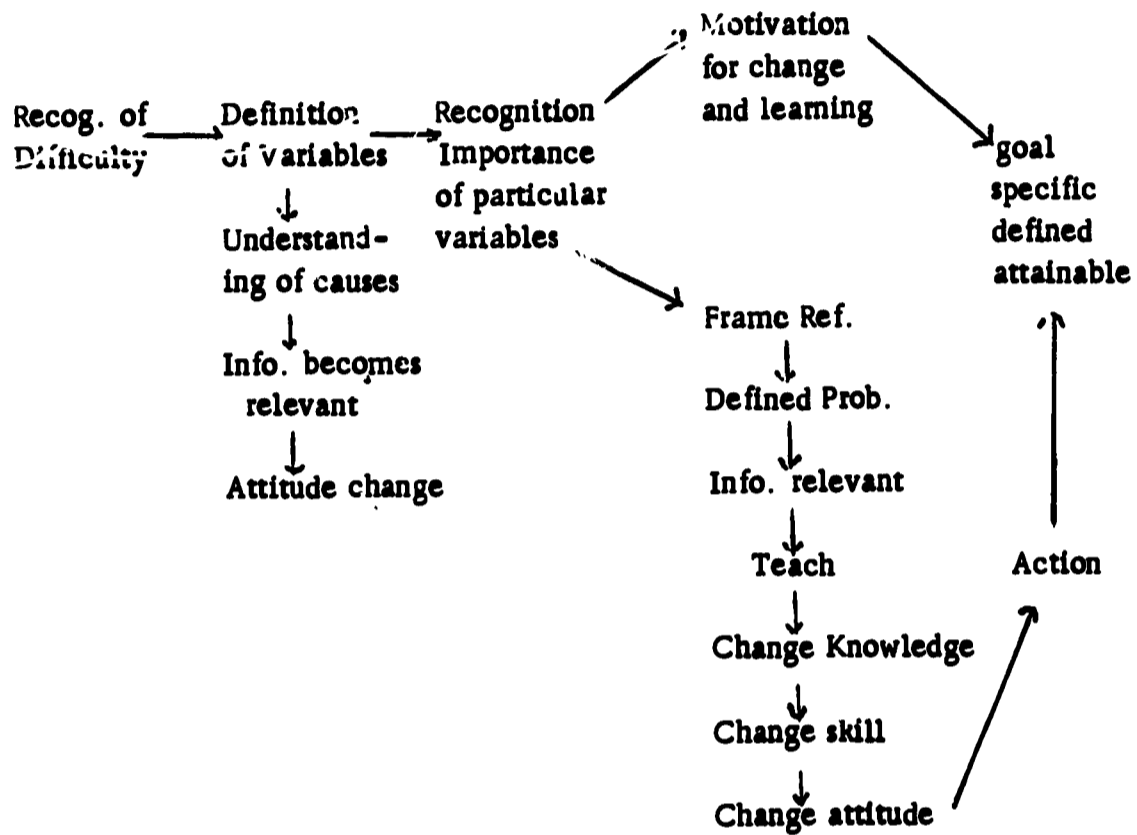 Recog. of
Difficulty
Definition
of Variables
Understand-
ing of causes
Info. becomes
relevant
Attitude change
Recognition
Importance
of particular
variables
Motivation
for change
and learning
Frame Ref.
Defined Prob.
Info. relevant
Teach
Change Knowledge
Change skill
Change attitude
Action
goal
specific
defined
attainable